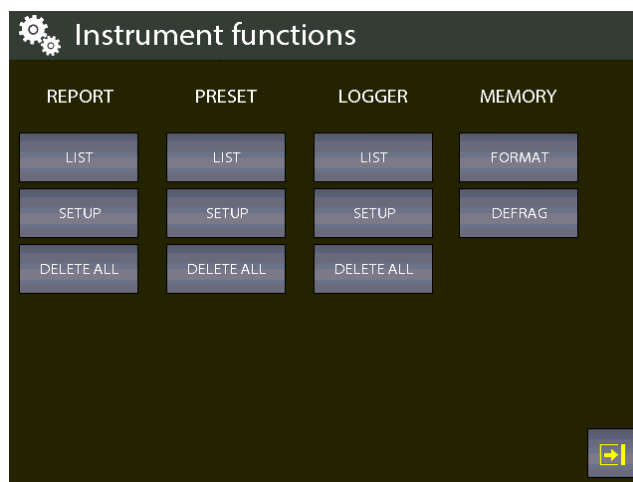 Instrument functions
REPORT PRESET LOGGER MEMORY
LIST LIST LIST FORMAT
SETUP SETUP SETUP DEFRAG
DELETE ALL DELETE ALL DELETE ALL